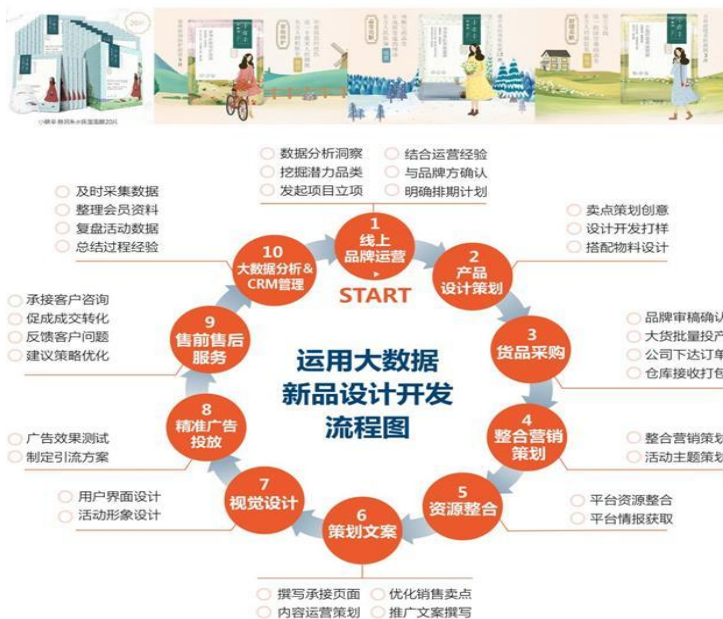 数据分析洞察
挖掘潜力品类
发起项目立项
结合运营经验
与品牌方确认
明确排期计划
1
线上
品牌运营
START
卖点策划创意
设计开发打样
搭配物料设计
2
产品
设计策划
品牌审稿确认
大货批量投产
公司下达订单
仓库接收打包
3
货品采购
整合营销策划
活动主题策划
4
整合营销
策划
平台资源整合
平台情报获取
5
资源整合
6
策划文案
撰写承接页面
内容运营策划
优化销售卖点
推广文案撰写
7
视觉设计
用户界面设计
活动形象设计
8
精准广告
投放
广告效果测试
制定引流方案
9
售前售后
服务
承接客户咨询
促成成交转化
反馈客户问题
建议策略优化
10
大数据分析&
CRM管理
及时采集数据
整理会员资料
复盘活动数据
总结过程经验
运用大数据
新品设计开发
流程图